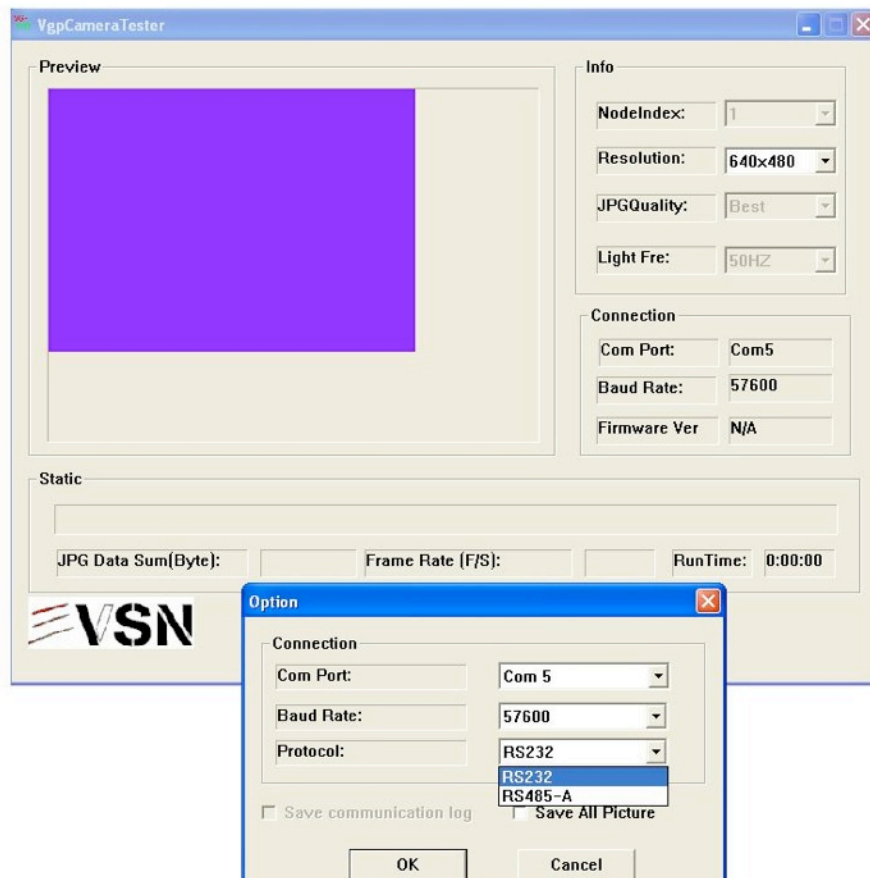 VgpCameraTester
Preview
Info
NodeIndex: 1
Resolution: 640x480
JPGQuality: Best
Light Fre: 50HZ
Connection
Com Port: Com5
Baud Rate: 57600
Firmware Ver N/A
Static
JPG Data Sum(Byte): Frame Rate (F/S): RunTime: 0:00:00
VSN
Option
Connection
Com Port: Com 5
Baud Rate: 57600
Protocol: RS232
RS232
RS485-A
Save communication log Save All Picture
OK Cancel